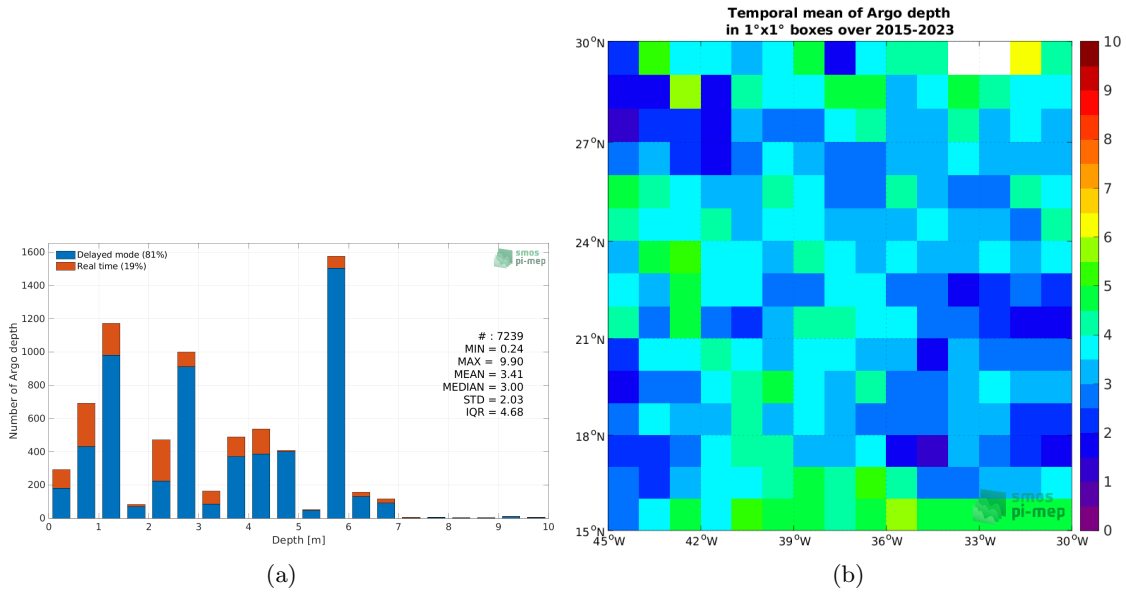 Delayed mode (81%)
Real time (19%)
smos
pi-mep
1600
1400
1200
1000
800
600
400
200
0
Number of Argo depth
# : 7239
MIN = 0.24
MAX = 9.90
MEAN = 3.41
MEDIAN = 3.00
STD = 2.03
IQR = 4.68
0 1 2 3 4 5 6 7 8 9 10
Depth [m]
(a)
Temporal mean of Argo depth
in 1°x1° boxes over 2015-2023
30°N
27°N
24°N
21°N
18°N
15°N
45°W 42°W 39°W 36°W 33°W 30°W
smos
pi-mep
10
9
8
7
6
5
4
3
2
1
0
(b)